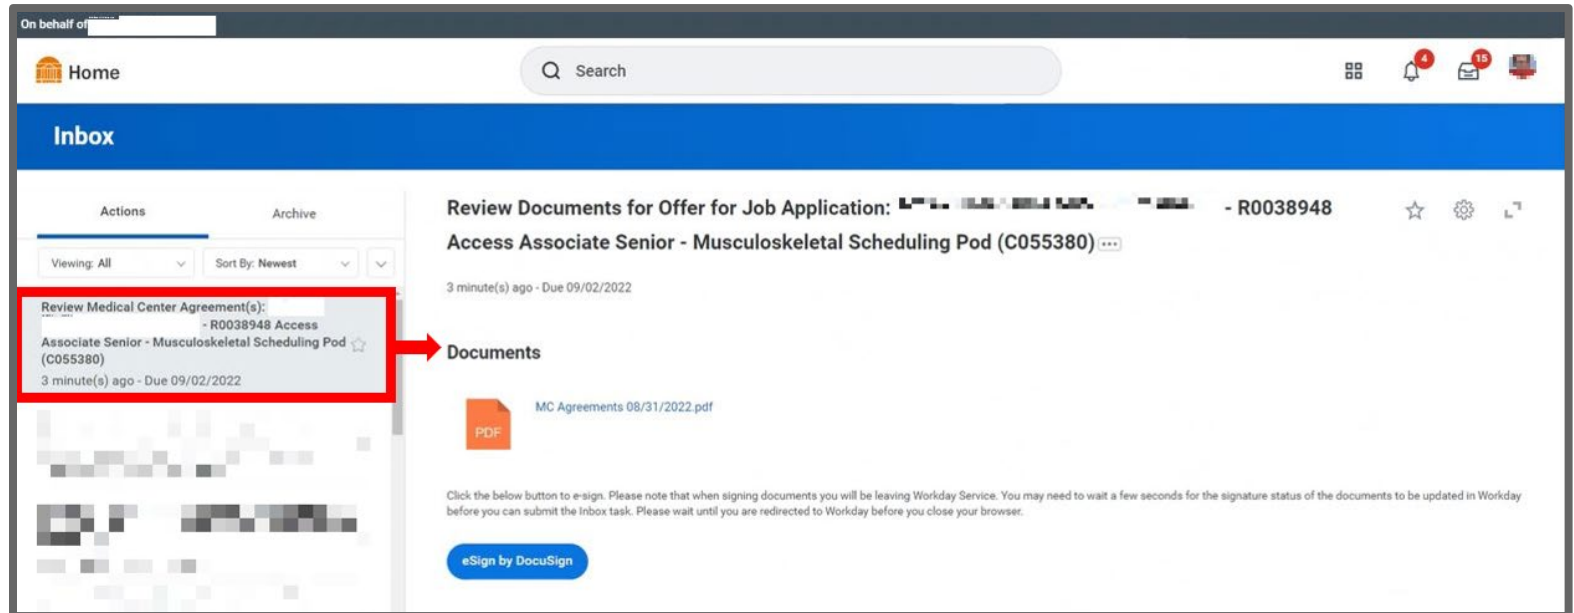 On behalf of
Home
Search
4
15
Inbox
Actions
Archive
Viewing: All
Sort By: Newest
Review Medical Center Agreement(s):
- R0038948 Access
Associate Senior - Musculoskeletal Scheduling Pod
(C055380)
3 minute(s) ago - Due 09/02/2022
Review Documents for Offer for Job Application: - R0038948
Access Associate Senior - Musculoskeletal Scheduling Pod (C055380)
3 minute(s) ago - Due 09/02/2022
Documents
PDF
MC Agreements 08/31/2022.pdf
Click the below button to e-sign. Please note that when signing documents you will be leaving Workday Service. You may need to wait a few seconds for the signature status of the documents to be updated in Workday
before you can submit the Inbox task. Please wait until you are redirected to Workday before you close your browser.
eSign by DocuSign